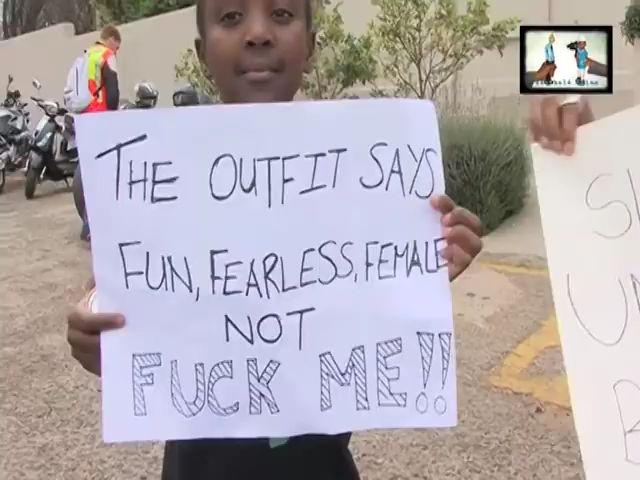 THE OUTFIT SAYS
FUN, FEARLESS, FEMALE
NOT
FUCK ME!!